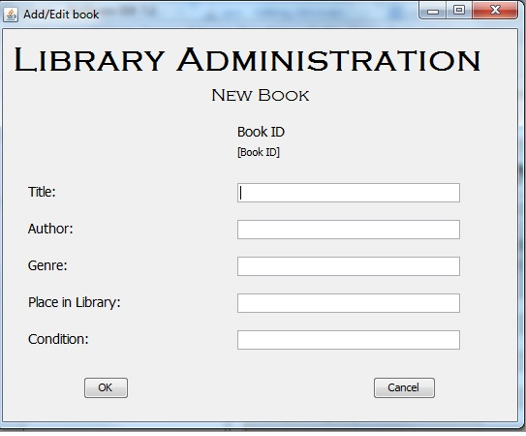 Add/Edit book
LIBRARY ADMINISTRATION
NEW BOOK
Book ID
[Book ID]
Title:
Author:
Genre:
Place in Library:
Condition:
OK Cancel